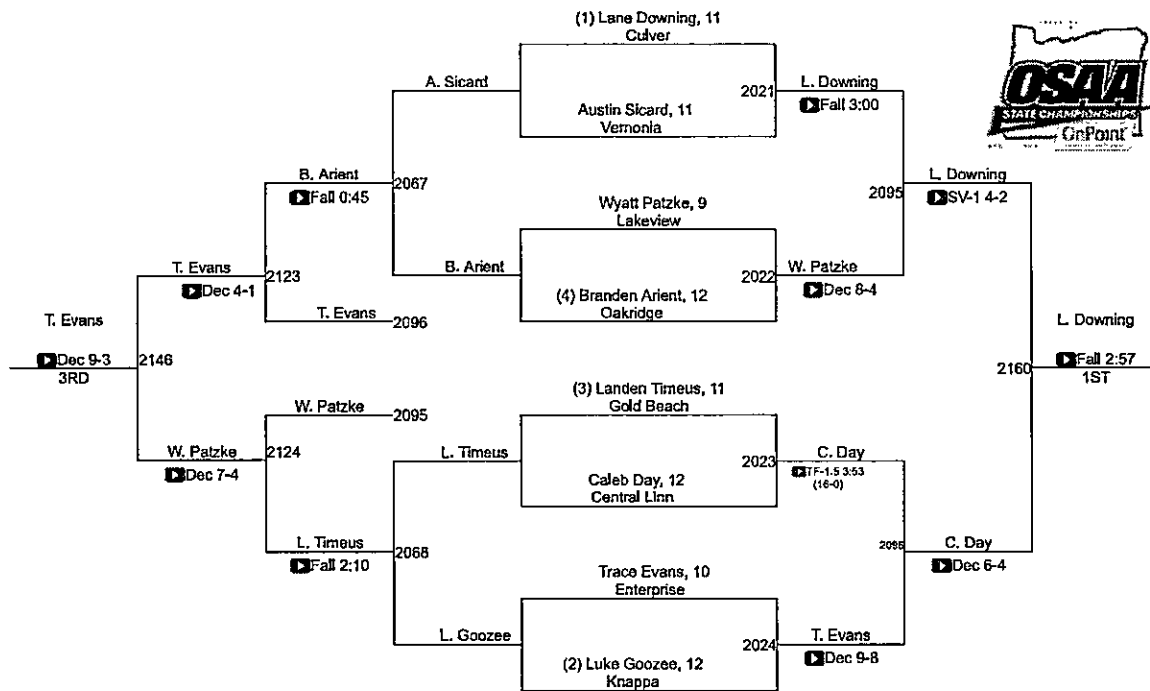 (1) Lane Downing, 11
Culver
A. Sicard
2021
L. Downing
Fall 3:00
Austin Sicard, 11
Vernonia
OSAA
STATE CHAMPIONSHIPS
OnPoint
B. Arient
Fall 0:45
2067
Wyatt Patzke, 9
Lakeview
2095
L. Downing
SV-1 4-2
T. Evans
Dec 4-1
2123
B. Arient
2022
W. Patzke
Dec 8-4
(4) Branden Arient, 12
Oakridge
T. Evans
2096
T. Evans
Dec 9-3
3RD
2146
L. Downing
2160
Fall 2:57
1ST
(3) Landen Timeus, 11
Gold Beach
W. Patzke
2095
W. Patzke
Dec 7-4
2124
L. Timeus
2023
C. Day
TF-1.5 3:53
(16-0)
Caleb Day, 12
Central Linn
L. Timeus
Fall 2:10
2068
2096
C. Day
Dec 6-4
Trace Evans, 10
Enterprise
L. Goozee
2024
T. Evans
Dec 9-8
(2) Luke Goozee, 12
Knappa